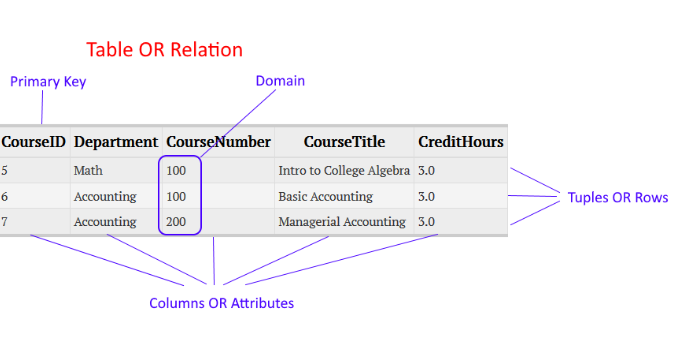 Table OR Relation
Primary Key
Domain
CourseID Department CourseNumber CourseTitle CreditHours
5 Math 100 Intro to College Algebra 3.0
6 Accounting 100 Basic Accounting 3.0
7 Accounting 200 Managerial Accounting 3.0
Tuples OR Rows
Columns OR Attributes